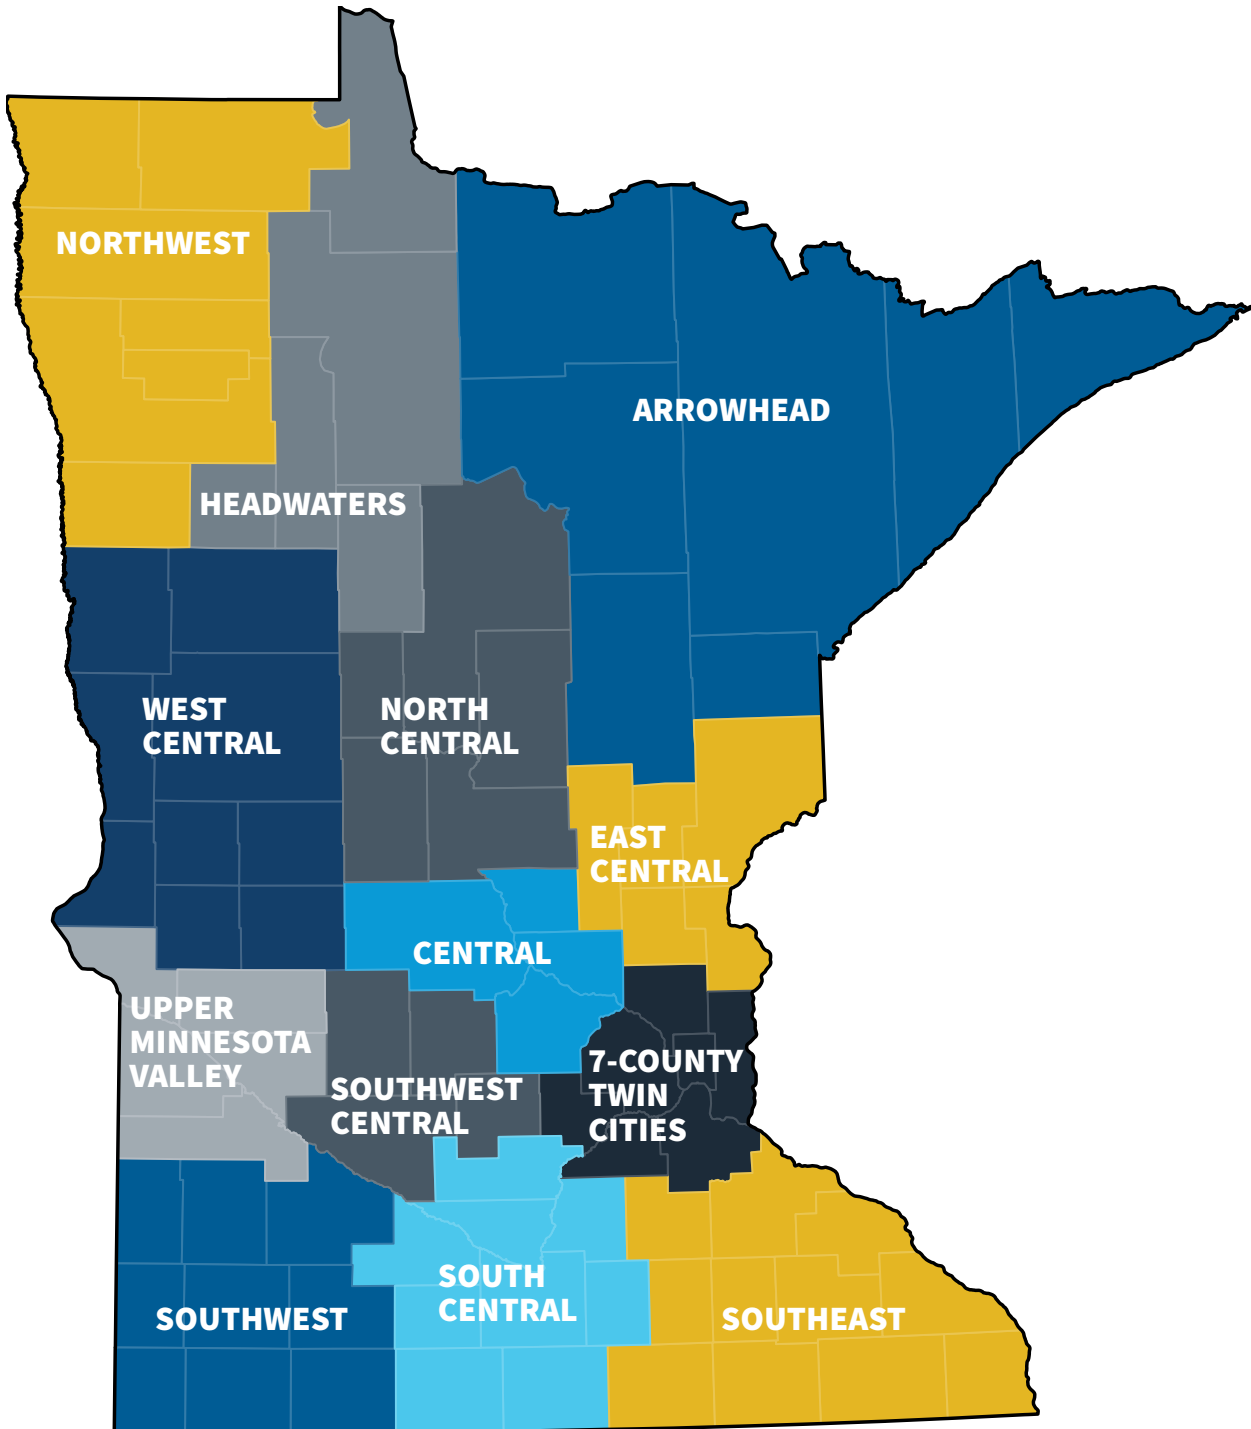 NORTHWEST
ARROWHEAD
HEADWATERS
WEST
CENTRAL
NORTH
CENTRAL
EAST
CENTRAL
CENTRAL
UPPER
MINNESOTA
VALLEY
SOUTHWEST
CENTRAL
7-COUNTY
TWIN
CITIES
SOUTHWEST
SOUTH
CENTRAL
SOUTHEAST